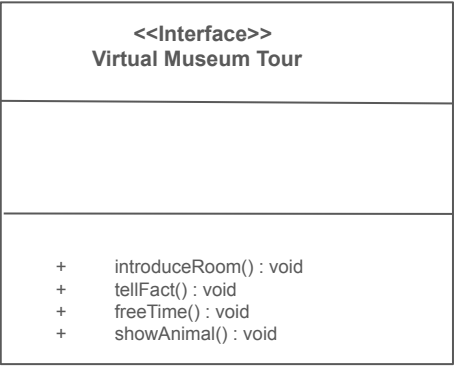 <<Interface>>
Virtual Museum Tour
+ introduceRoom() : void
+ tellFact() : void
+ freeTime() : void
+ showAnimal() : void